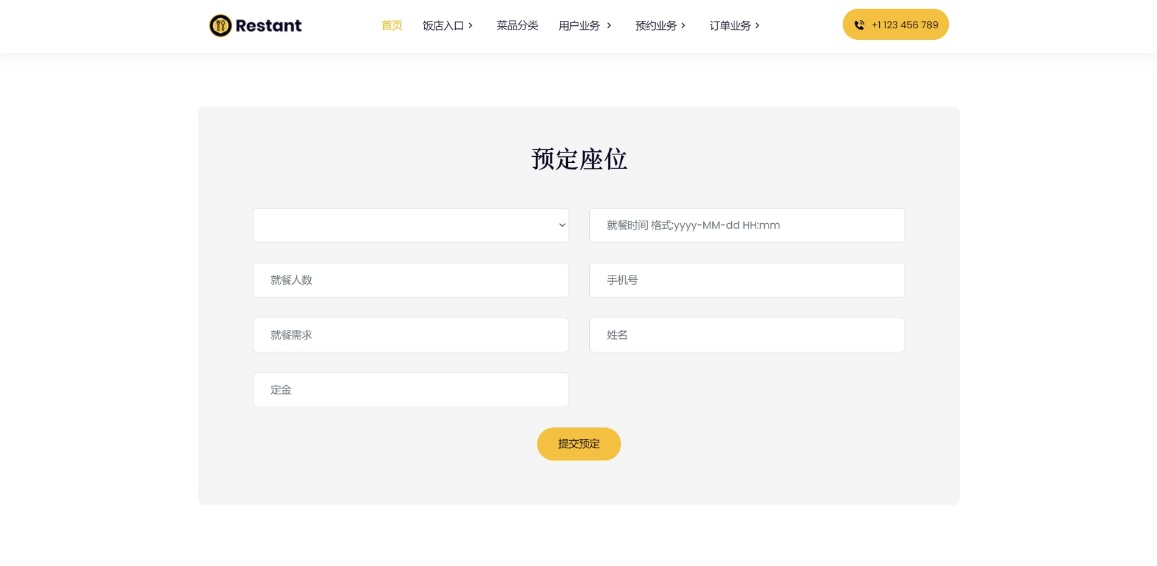 Restant
首页 饭店入口 菜品分类 用户业务 预约业务 订单业务
+1 123 456 789
预定座位
就餐时间 格式:yyyy-MM-dd HH:mm
就餐人数
手机号
就餐需求
姓名
定金
提交预定